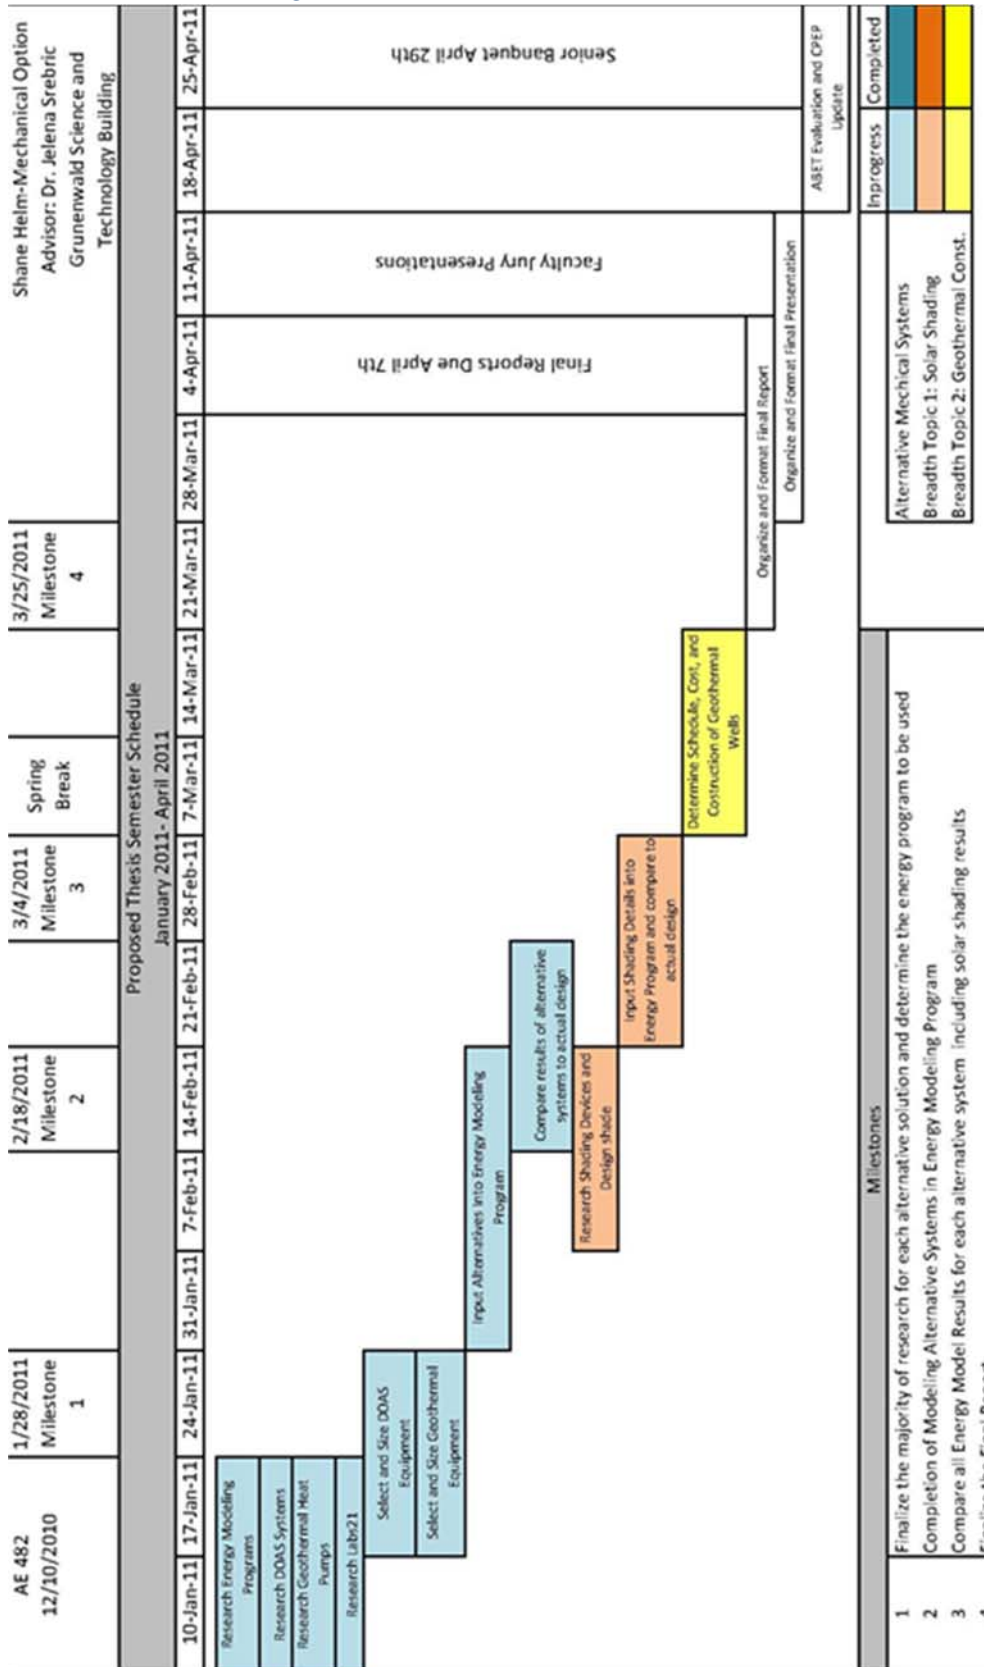 AE 482
12/10/2010
1/28/2011
Milestone
1
2/18/2011
Milestone
2
3/4/2011
Milestone
3
Spring
Break
3/25/2011
Milestone
4
Shane Helm-Mechanical Option
Advisor: Dr. Jelena Srebric
Grunenwald Science and
Technology Building
Proposed Thesis Semester Schedule
January 2011- April 2011
10-Jan-11 17-Jan-11 24-Jan-11 31-Jan-11 7-Feb-11 14-Feb-11 21-Feb-11 28-Feb-11 7-Mar-11 14-Mar-11 21-Mar-11 28-Mar-11 4-Apr-11 11-Apr-11 18-Apr-11 25-Apr-11
Research Energy Modeling
Programs
Research DOAS Systems
Research Geothermal Heat
Pumps
Research Labs21
Select and Size DOAS
Equipment
Select and Size Geothermal
Equipment
Input Alternatives Into Energy Modeling
Program
Compare results of alternative
systems to actual design
Research Shading Devices and
Design shade
Input Shading Details into
Energy Program and compare to
actual design
Determine Schedule, Cost, and
Costruction of Geothermal
Wells
Organize and Format Final Report
Organize and Format Final Presentation
Final Reports Due April 7th
Faculty Jury Presentations
Senior Banquet April 29th
ABET Evaluation and CPEP
Update
Milestones
1 Finalize the majority of research for each alternative solution and determine the energy program to be used
2 Completion of Modeling Alternative Systems in Energy Modeling Program
3 Compare all Energy Model Results for each alternative system including solar shading results
Inprogress Completed
Alternative Mechical Systems
Breadth Topic 1: Solar Shading
Breadth Topic 2: Geothermal Const.